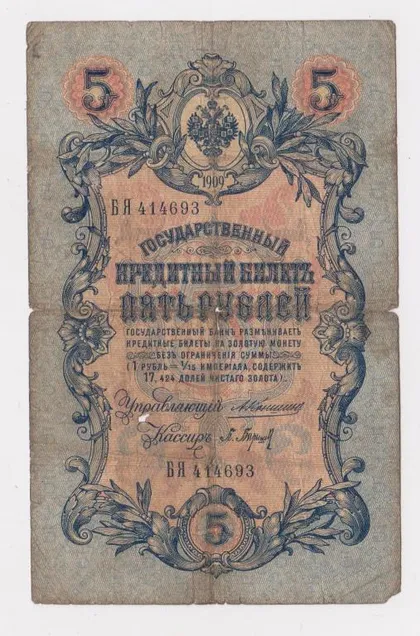 5 5
1909
БЯ 414693
ГОСУДАРСТВЕННЫЙ
КРЕДИТНЫЙ БИЛЕТЪ
ПЯТЬ РУБЛЕЙ
ГОСУДАРСТВЕННЫЙ БАНКЪ РАЗМѢНИВАЕТЪ
КРЕДИТНЫЕ БИЛЕТЫ НА ЗОЛОТУЮ МОНЕТУ
БЕЗЪ ОГРАНИЧЕНІЯ СУММЫ
(1 РУБЛЬ = 1/15 ИМПЕРІАЛА, СОДЕРЖИТЪ
17,424 ДОЛЕЙ ЧИСТАГО ЗОЛОТА).
Управляющій
Кассиръ
БЯ 414693
5